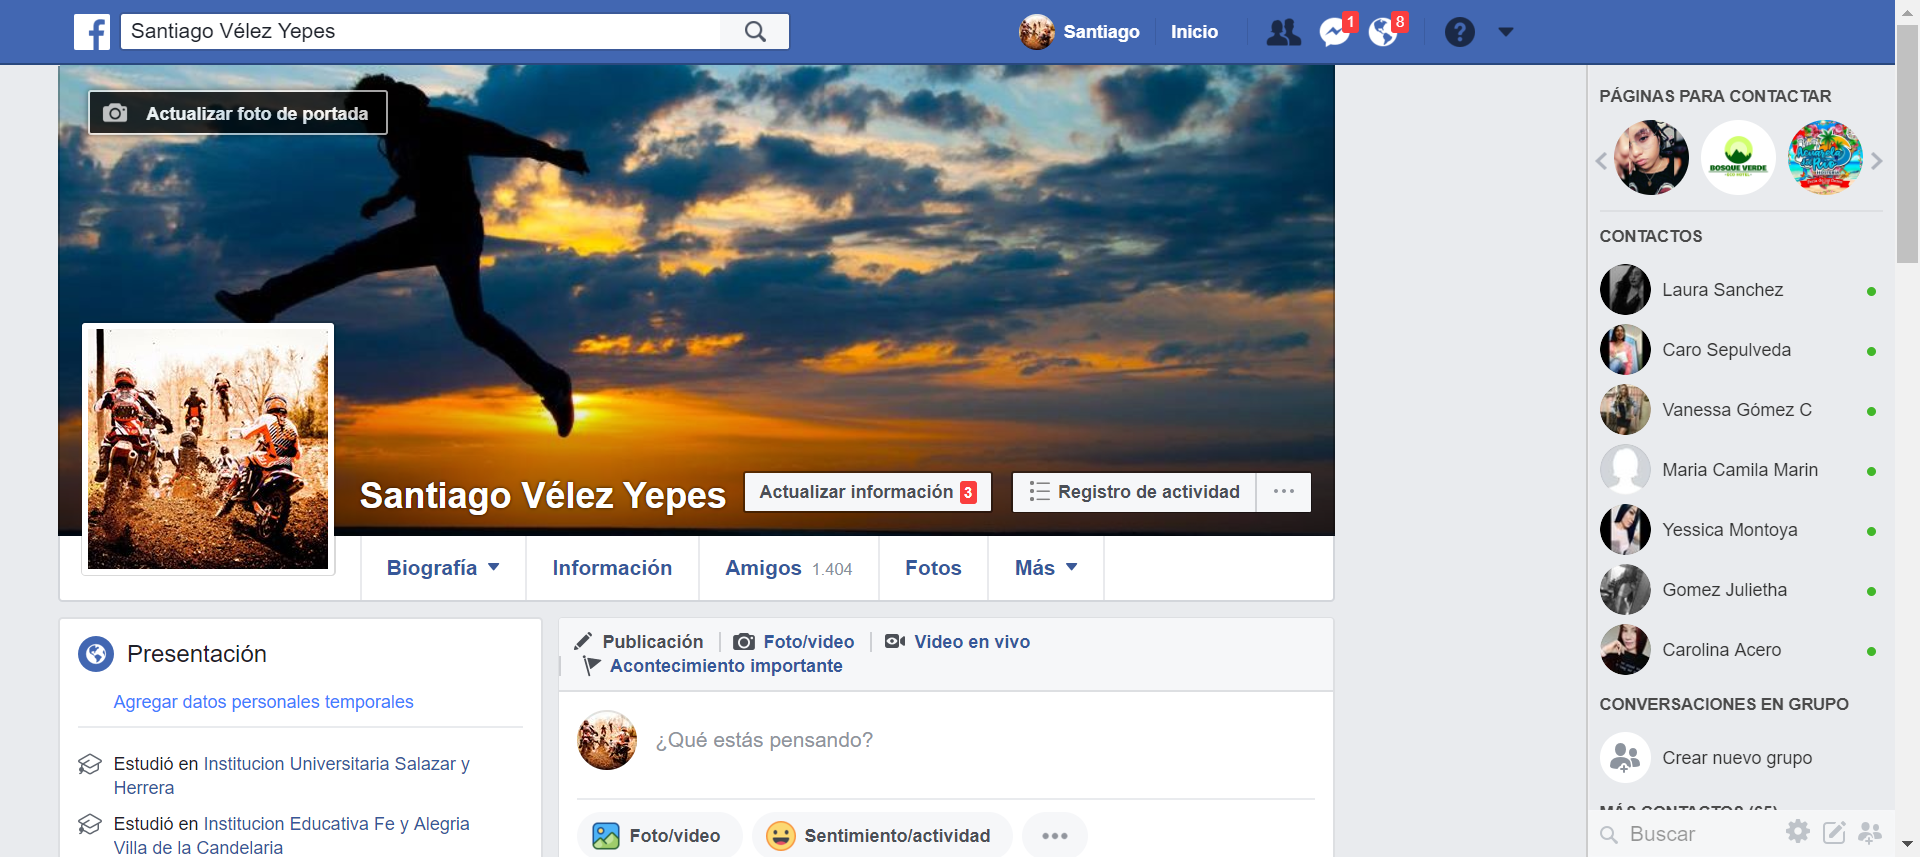 Santiago Vélez Yepes
Santiago
Inicio
1
8
Actualizar foto de portada
Santiago Vélez Yepes
Actualizar información 3
Registro de actividad
Biografía
Información
Amigos 1.404
Fotos
Más
Presentación
Agregar datos personales temporales
Estudió en Institucion Universitaria Salazar y
Herrera
Estudió en Institucion Educativa Fe y Alegria
Villa de la Candelaria
Publicación
Foto/video
Video en vivo
Acontecimiento importante
¿Qué estás pensando?
Foto/video
Sentimiento/actividad
PÁGINAS PARA CONTACTAR
BOSQUE VERDE
CONTACTOS
Laura Sanchez
Caro Sepulveda
Vanessa Gómez C
Maria Camila Marin
Yessica Montoya
Gomez Julietha
Carolina Acero
CONVERSACIONES EN GRUPO
Crear nuevo grupo
MÁS CONTACTOS (65)
Buscar